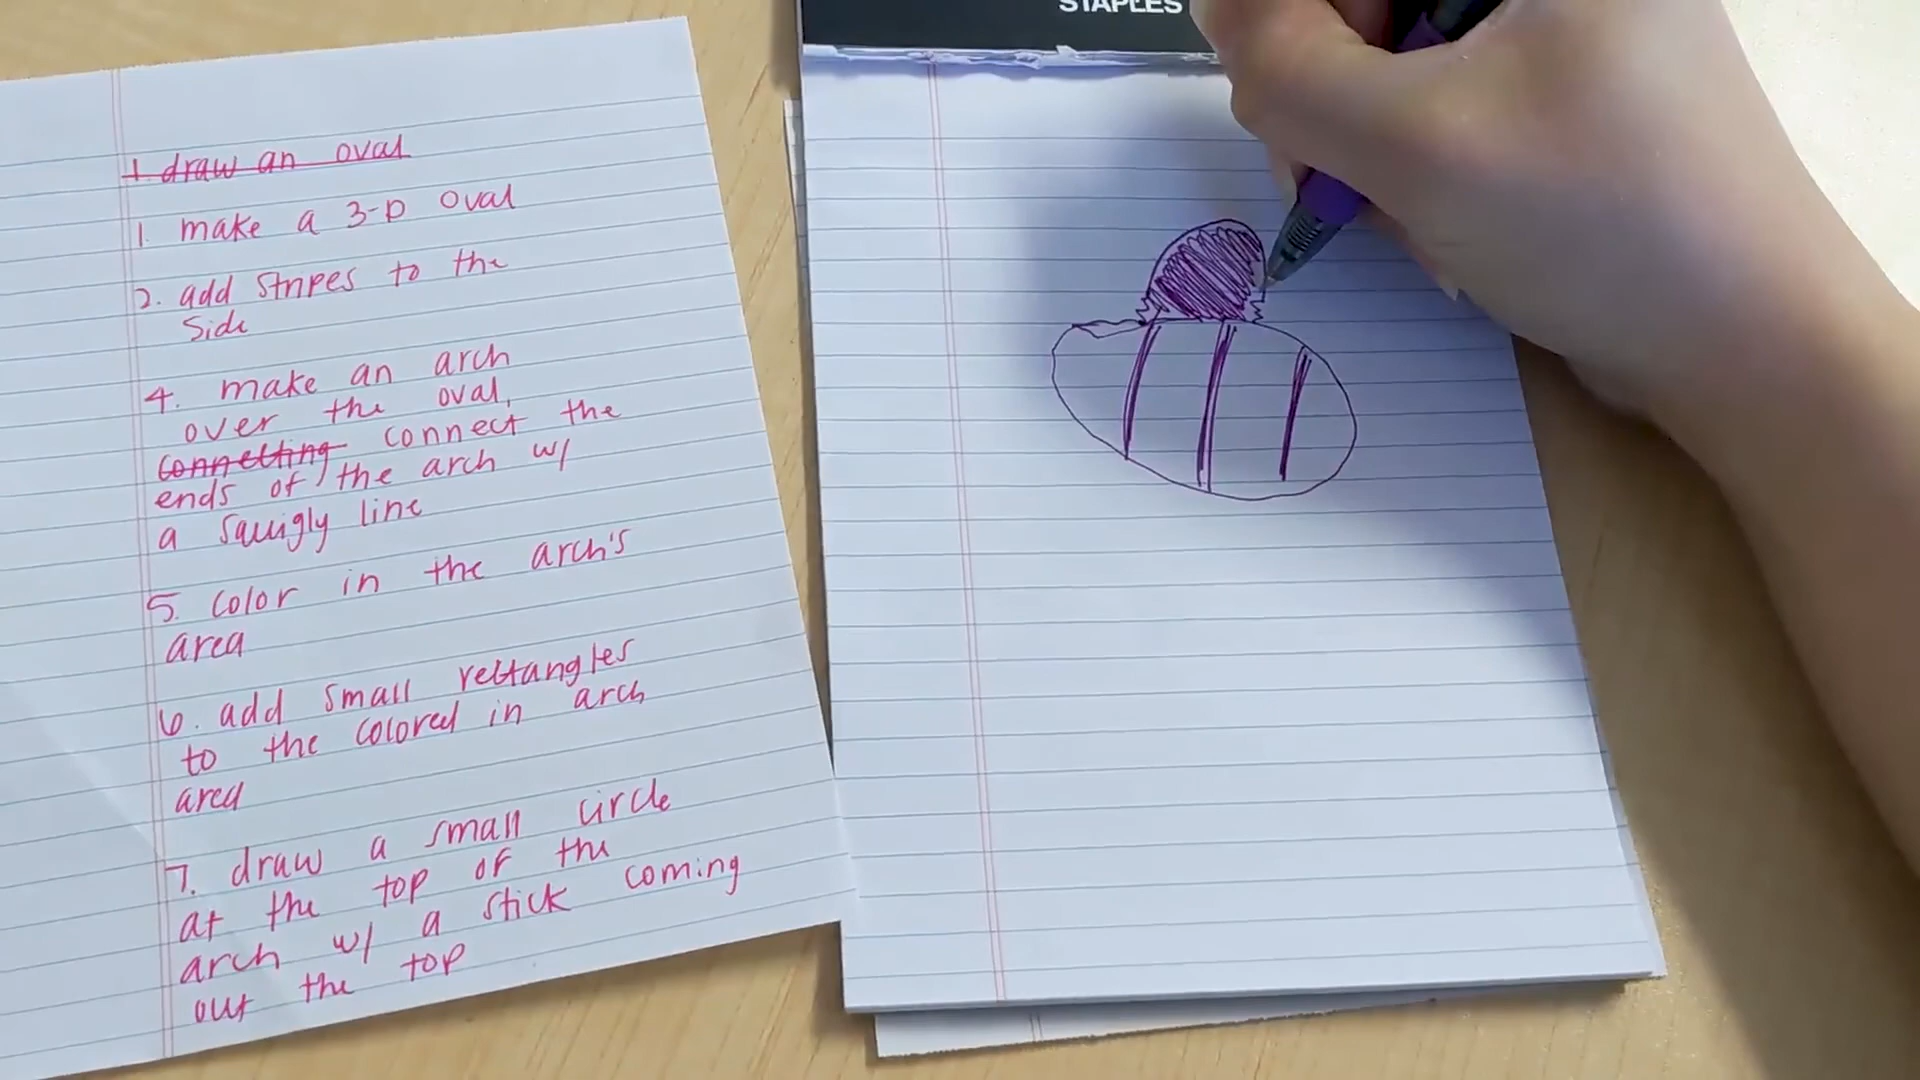 1 draw an oval
1. make a 3-D oval
2. add stripes to the
side
4. make an arch
over the oval,
connecting connect the
ends of the arch w/
a squigly line
5. color in the arch's
area
6. add small rectangles
to the colored in arch
area
7. draw a small circle
at the top of the
arch w/ a stick coming
out the top
STAPLES